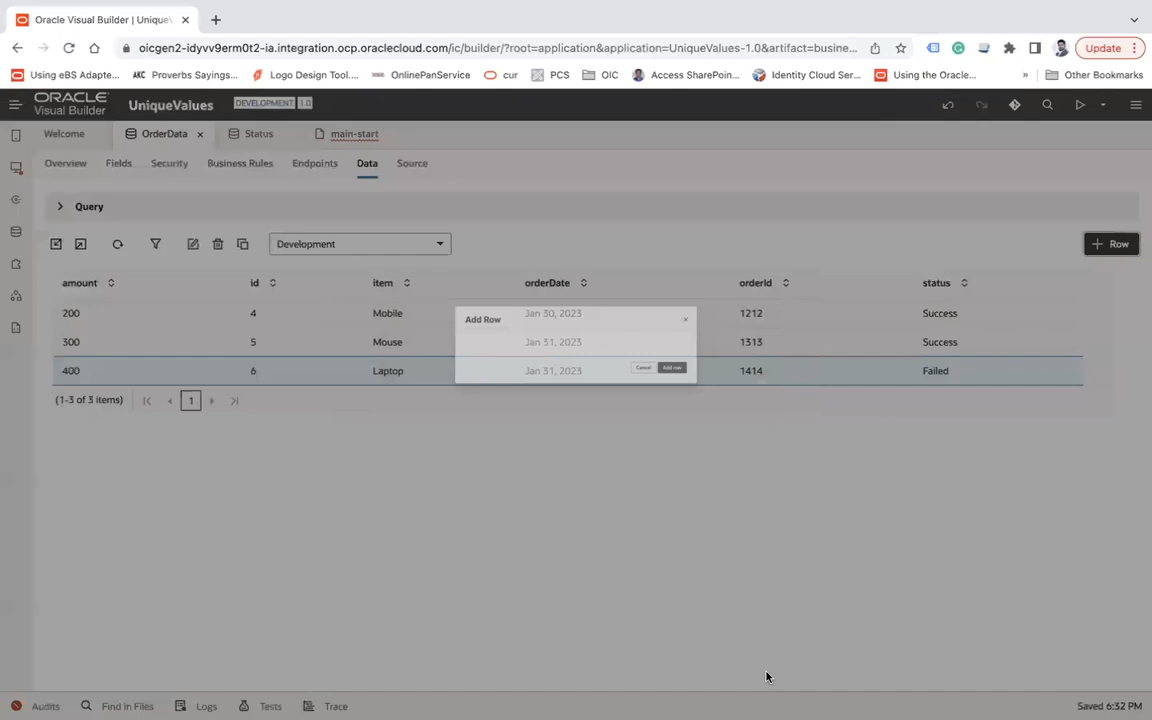 Oracle Visual Builder | Unique
oicgen2-idyvv9erm0t2-ia.integration.ocp.oraclecloud.com/ic/builder/?root=application&application=UniqueValues-1.0&artifact=busine...
Update
Using eBS Adapte...
AKC Proverbs Sayings...
Logo Design Tool....
OnlinePanService
cur
PCS
OIC
Access SharePoin...
Identity Cloud Ser...
Using the Oracle...
»
Other Bookmarks
ORACLE
Visual Builder
UniqueValues
DEVELOPMENT 1.0
Welcome
OrderData
Status
main-start
Overview
Fields
Security
Business Rules
Endpoints
Data
Source
Query
Development
+ Row
amount id item orderDate orderId status
200 4 Mobile Jan 30, 2023 1212 Success
300 5 Mouse Jan 31, 2023 1313 Success
400 6 Laptop Jan 31, 2023 1414 Failed
Add Row
Cancel
Add row
(1-3 of 3 items) 1
Audits
Find in Files
Logs
Tests
Trace
Saved 6:32 PM